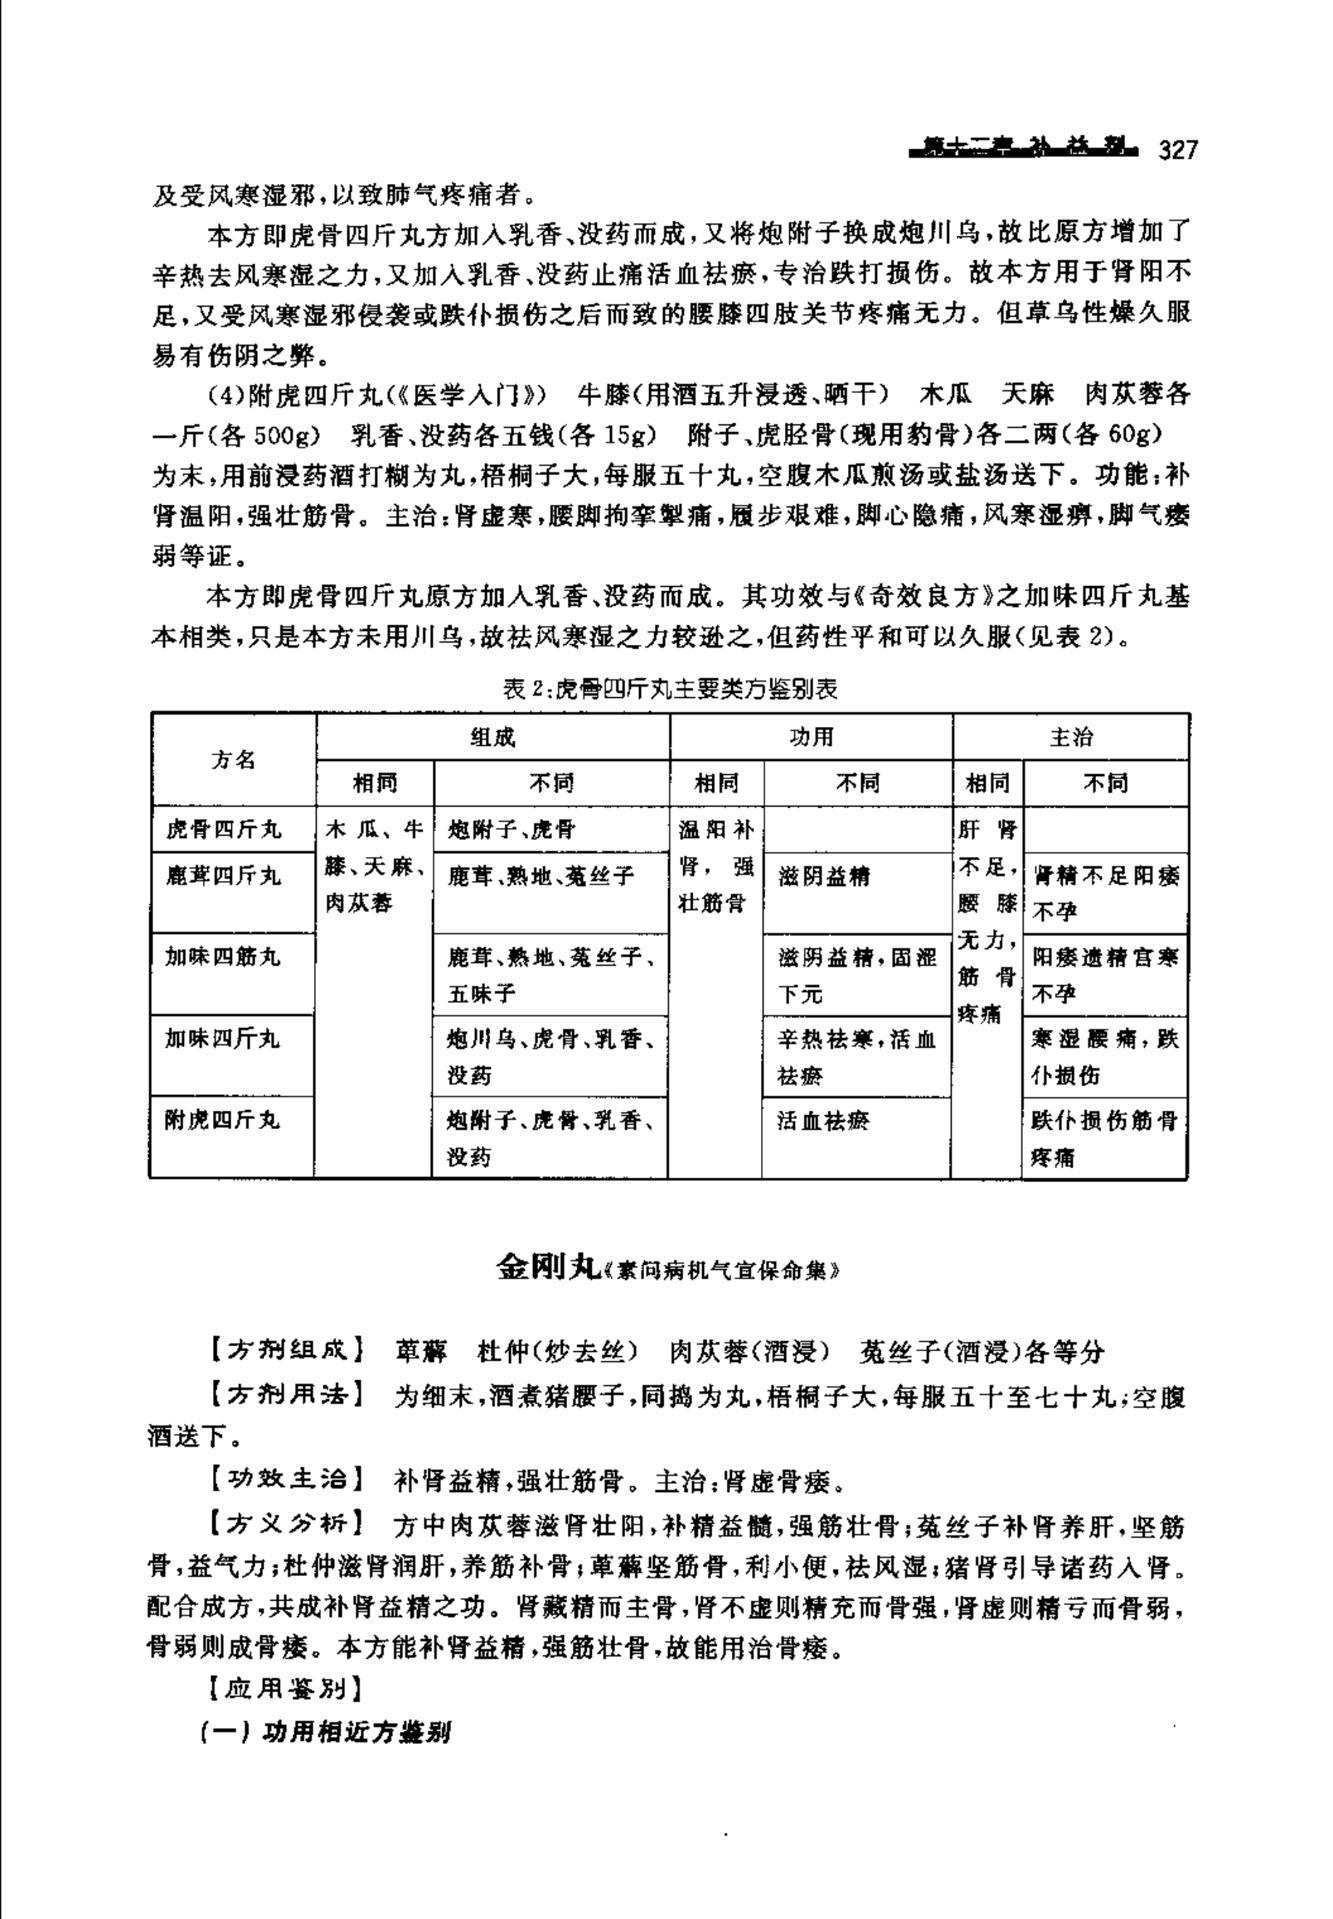 第十二章 补益剂 327
及受风寒湿邪,以致肺气疼痛者。
本方即虎骨四斤丸方加入乳香、没药而成,又将炮附子换成炮川乌,故比原方增加了
辛热去风寒湿之力,又加入乳香、没药止痛活血祛瘀,专治跌打损伤。故本方用于肾阳不
足,又受风寒湿邪侵袭或跌仆损伤之后而致的腰膝四肢关节疼痛无力。但草乌性燥久服
易有伤阴之弊。
(4)附虎四斤丸(《医学入门》) 牛膝(用酒五升浸透、晒干) 木瓜 天麻 肉苁蓉各
一斤(各500g) 乳香、没药各五钱(各15g) 附子、虎胫骨(现用豹骨)各二两(各60g)
为末,用前浸药酒打糊为丸,梧桐子大,每服五十丸,空腹木瓜煎汤或盐汤送下。功能:补
肾温阳,强壮筋骨。主治:肾虚寒,腰脚拘挛掣痛,履步艰难,脚心隐痛,风寒湿痹,脚气痿
弱等证。
本方即虎骨四斤丸原方加入乳香、没药而成。其功效与《奇效良方》之加味四斤丸基
本相类,只是本方未用川乌,故祛风寒湿之力较逊之,但药性平和可以久服(见表2)。
表2:虎骨四斤丸主要类方鉴别表
方名 组成 功用 主治
相同 不同 相同 不同 相同 不同
虎骨四斤丸 木瓜、牛 炮附子、虎骨 温阳补 肝肾
鹿茸四斤丸 膝、天麻、 鹿茸、熟地、菟丝子 肾,强 滋阴益精 不足, 肾精不足阳痿
肉苁蓉 壮筋骨 腰膝 不孕
加味四筋丸 鹿茸、熟地、菟丝子、 滋阴益精,固涩 无力, 阳痿遗精宫寒
五味子 下元 筋骨 不孕
疼痛
加味四斤丸 炮川乌、虎骨、乳香、 辛热祛寒,活血 寒湿腰痛,跌
没药 祛瘀 仆损伤
附虎四斤丸 炮附子、虎骨、乳香、 活血祛瘀 跌仆损伤筋骨
没药 疼痛
金刚丸《素问病机气宜保命集》
【方剂组成】 萆薢 杜仲(炒去丝) 肉苁蓉(酒浸) 菟丝子(酒浸)各等分
【方剂用法】 为细末,酒煮猪腰子,同捣为丸,梧桐子大,每服五十至七十丸;空腹
酒送下。
【功效主治】 补肾益精,强壮筋骨。主治:肾虚骨痿。
【方义分析】 方中肉苁蓉滋肾壮阳,补精益髓,强筋壮骨;菟丝子补肾养肝,坚筋
骨,益气力;杜仲滋肾润肝,养筋补骨;萆薢坚筋骨,利小便,祛风湿;猪肾引导诸药入肾。
配合成方,共成补肾益精之功。肾藏精而主骨,肾不虚则精充而骨强,肾虚则精亏而骨弱,
骨弱则成骨痿。本方能补肾益精,强筋壮骨,故能用治骨痿。
【应用鉴别】
(一)功用相近方鉴别